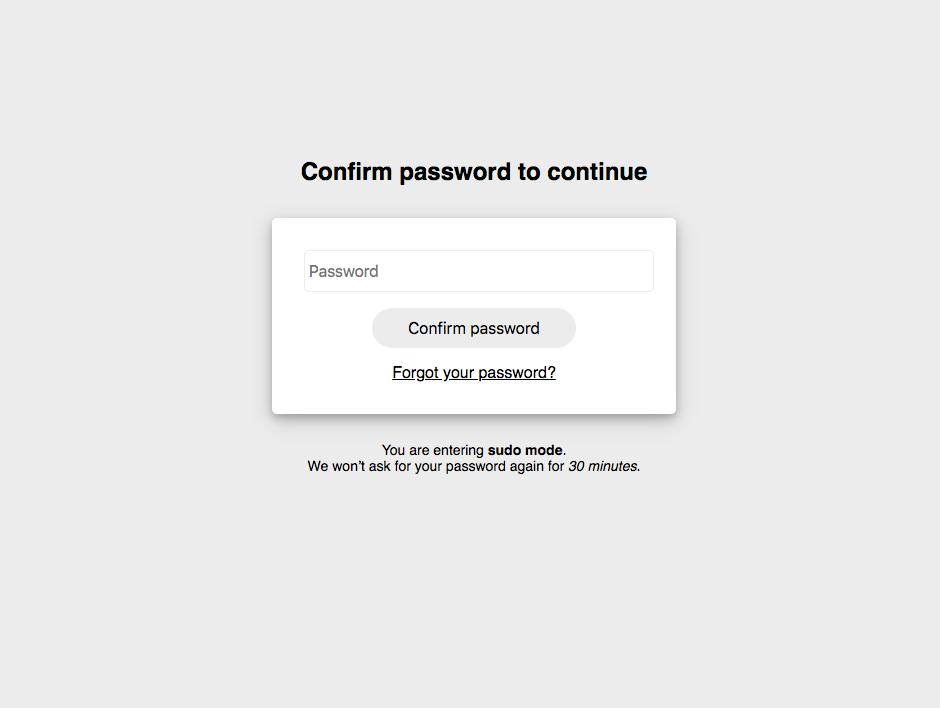 Confirm password to continue
Password
Confirm password
Forgot your password?
You are entering sudo mode.
We won’t ask for your password again for 30 minutes.